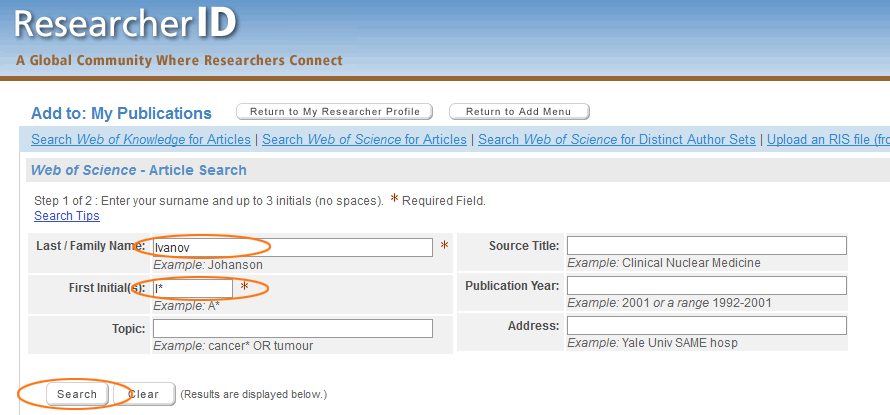 ResearcherID
A Global Community Where Researchers Connect
Add to: My Publications Return to My Researcher Profile Return to Add Menu
Search Web of Knowledge for Articles | Search Web of Science for Articles | Search Web of Science for Distinct Author Sets | Upload an RIS file (fro
Web of Science - Article Search
Step 1 of 2 : Enter your surname and up to 3 initials (no spaces). * Required Field.
Search Tips
Last / Family Name: Ivanov *
Example: Johanson
First Initial(s): I* *
Example: A*
Topic:
Example: cancer* OR tumour
Source Title:
Example: Clinical Nuclear Medicine
Publication Year:
Example: 2001 or a range 1992-2001
Address:
Example: Yale Univ SAME hosp
Search Clear (Results are displayed below.)